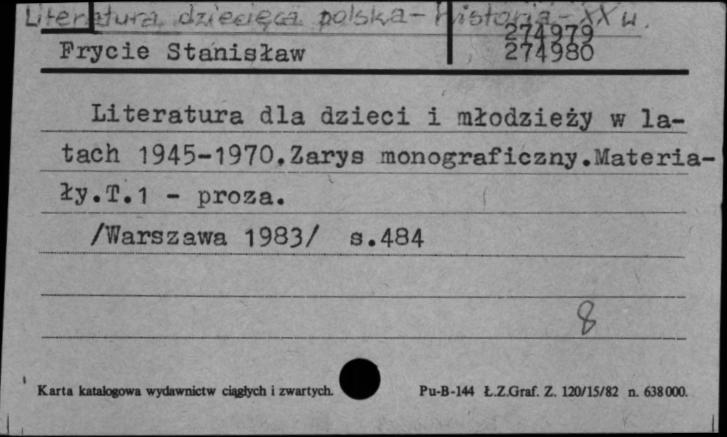 Literatura dziecięca polska - historia - XX w.
274979
Frycie Stanisław 274980
Literatura dla dzieci i młodzieży w la-
tach 1945-1970.Zarys monograficzny.Materia-
ły.T.1 - proza.
/Warszawa 1983/ s.484
8
Karta katalogowa wydawnictw ciągłych i zwartych. Pu-B-144 Ł.Z.Graf. Z. 120/15/82 n. 638000.